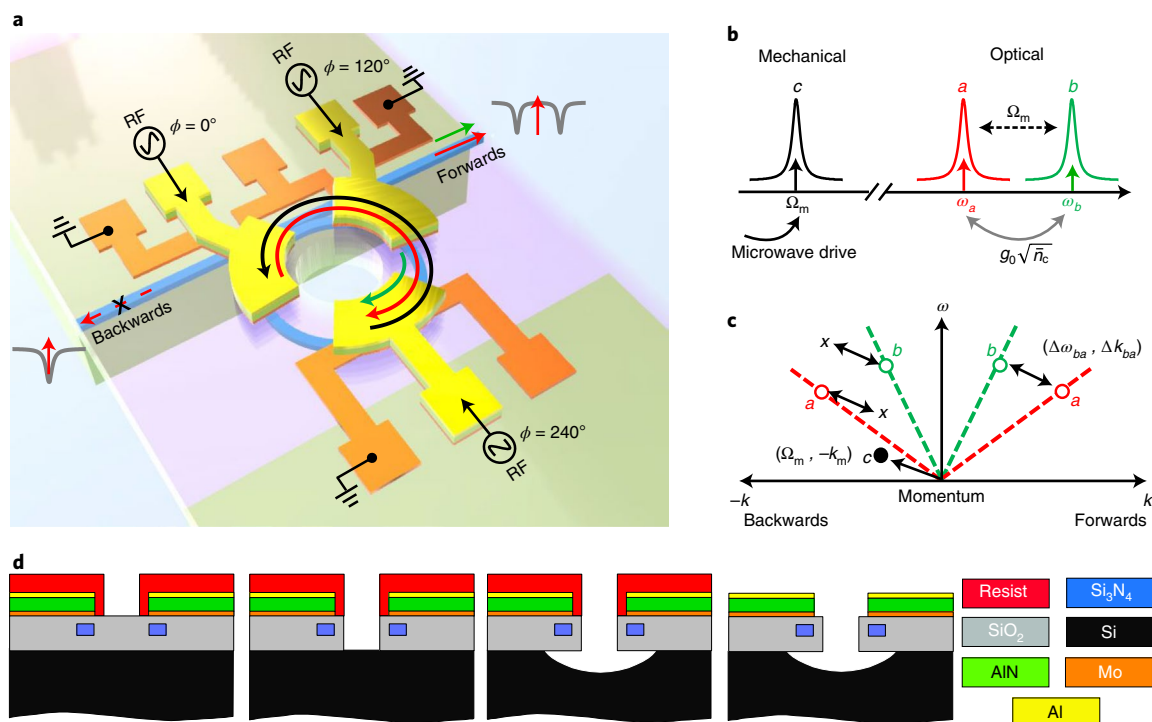 a
RF
ϕ = 120°
RF
ϕ = 0°
Forwards
X
Backwards
ϕ = 240°
RF
b
Mechanical
Optical
c
a
b
Ωm
Ωm
ωa
ωb
Microwave drive
g0√n̄c
c
ω
x
b
b
(Δωba , Δkba)
a
x
a
(Ωm , −km)
c
−k
Momentum
k
Backwards
Forwards
d
Resist
Si3N4
SiO2
Si
AlN
Mo
Al